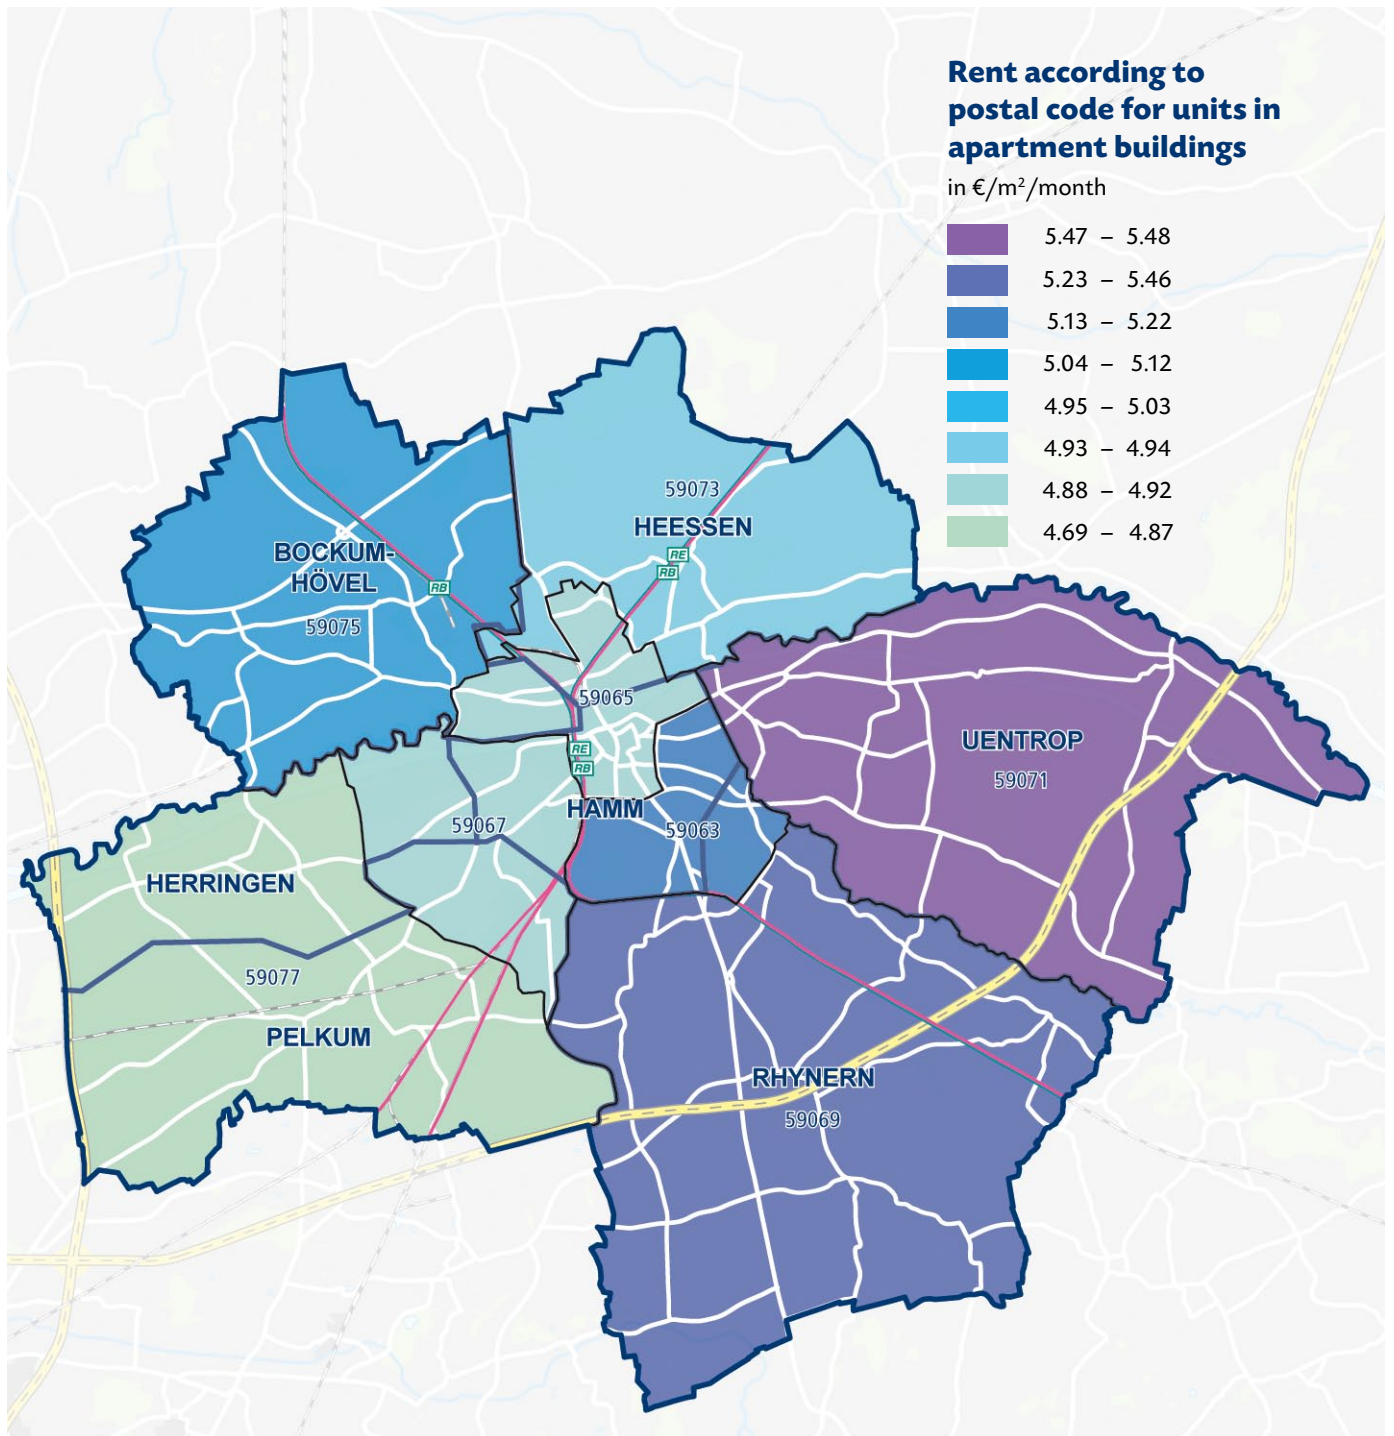 Rent according to
postal code for units in
apartment buildings
in €/m²/month
5.47 – 5.48
5.23 – 5.46
5.13 – 5.22
5.04 – 5.12
4.95 – 5.03
4.93 – 4.94
4.88 – 4.92
4.69 – 4.87
59073
HEESSEN
RE
RB
BOCKUM-
HÖVEL
RB
59075
59065
UENTROP
59071
RE
RB
HAMM
59067
59063
HERRINGEN
59077
PELKUM
RHYNERN
59069